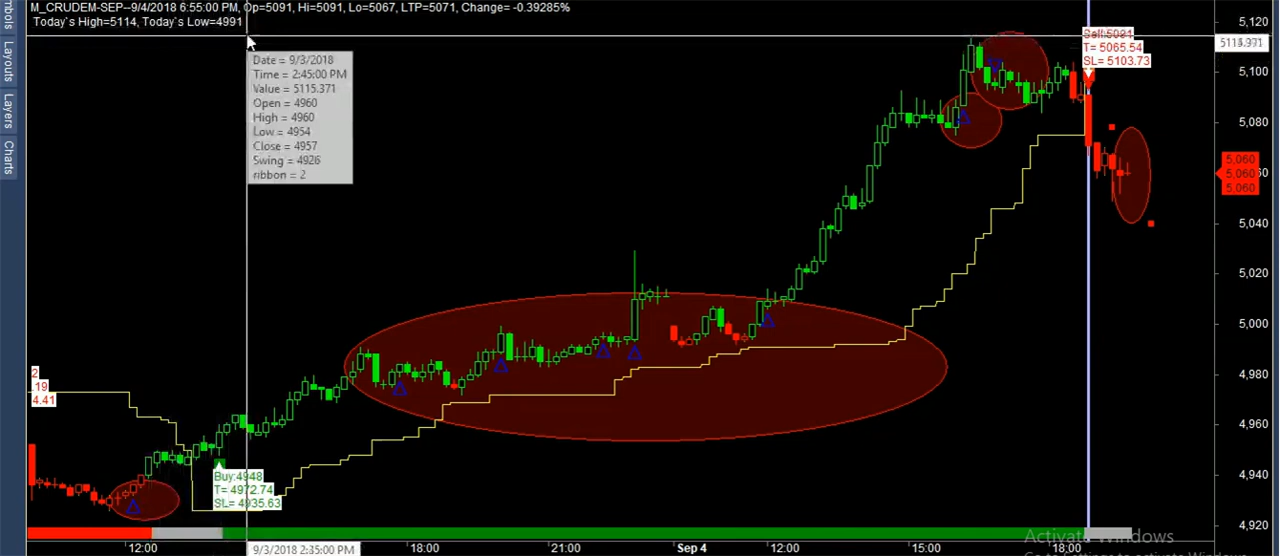 M_CRUDEM-SEP--9/4/2018 6:55:00 PM, Op=5091, Hi=5091, Lo=5067, LTP=5071, Change= -0.39285%
Today`s High=5114, Today`s Low=4991
Layouts
Layers
Charts
Date = 9/3/2018
Time = 2:45:00 PM
Value = 5115.371
Open = 4960
High = 4960
Low = 4954
Close = 4957
Swing = 4926
ribbon = 2
Sell:5091
T= 5065.54
SL= 5103.73
5,120
5,100
5,080
5,060
5,060
5,060
5,040
5,020
5,000
4,980
4,960
4,940
4,920
2
.19
4.41
Buy:4948
T= 4972.74
SL= 4935.63
12:00
9/3/2018 2:35:00 PM
18:00
21:00
Sep 4
12:00
15:00
18:00
Activate Windows